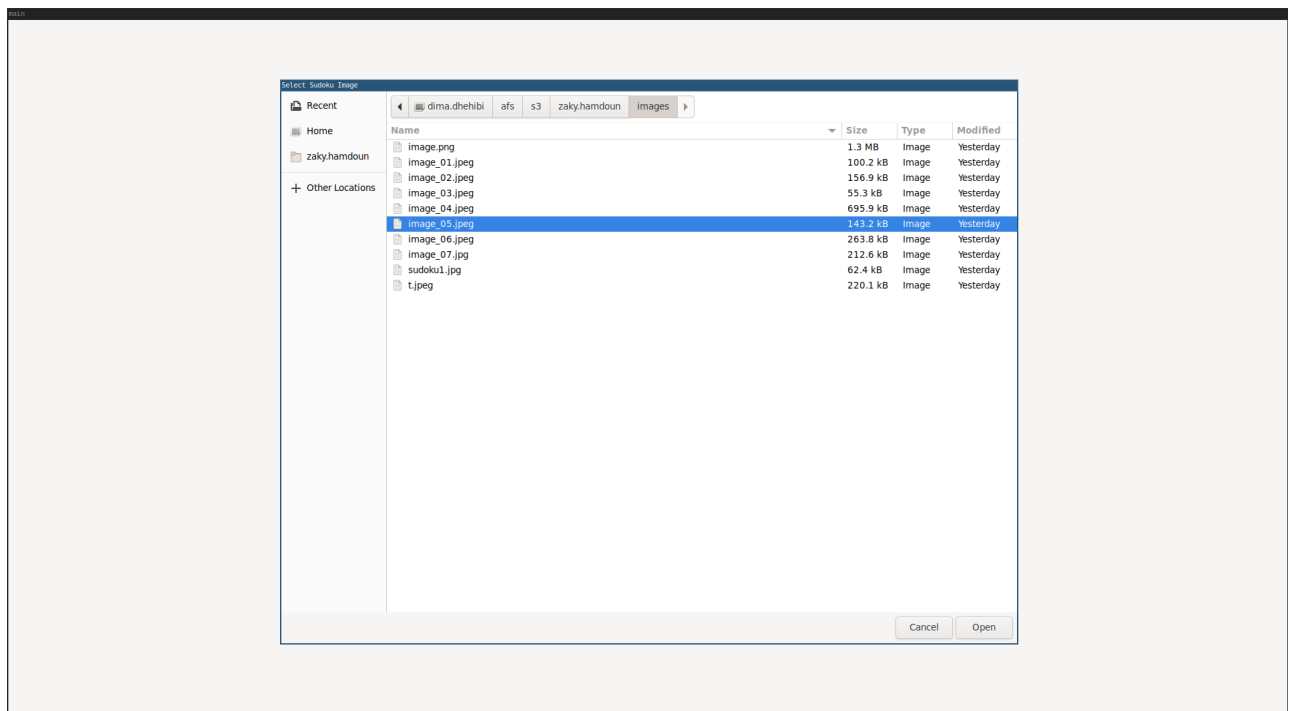 main
Select Sudoku Image
Recent
Home
zaky.hamdoun
Other Locations
dima.dhehibi afs s3 zaky.hamdoun images
Name Size Type Modified
image.png 1.3 MB Image Yesterday
image_01.jpeg 100.2 kB Image Yesterday
image_02.jpeg 156.9 kB Image Yesterday
image_03.jpeg 55.3 kB Image Yesterday
image_04.jpeg 695.9 kB Image Yesterday
image_05.jpeg 143.2 kB Image Yesterday
image_06.jpeg 263.8 kB Image Yesterday
image_07.jpg 212.6 kB Image Yesterday
sudoku1.jpg 62.4 kB Image Yesterday
t.jpeg 220.1 kB Image Yesterday
Cancel Open